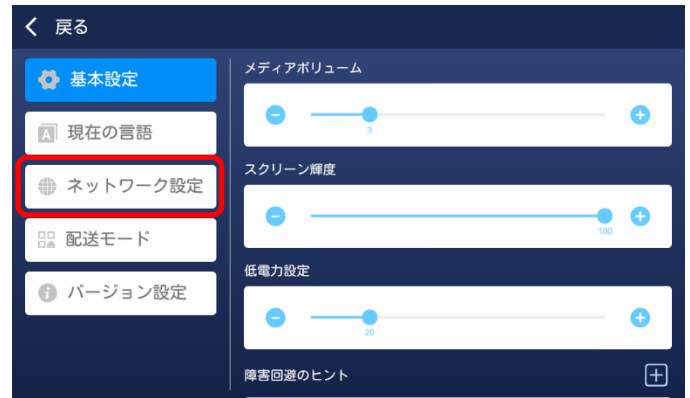 戻る
基本設定
現在の言語
ネットワーク設定
配送モード
バージョン設定
メディアボリューム
3
スクリーン輝度
100
低電力設定
20
障害回避のヒント